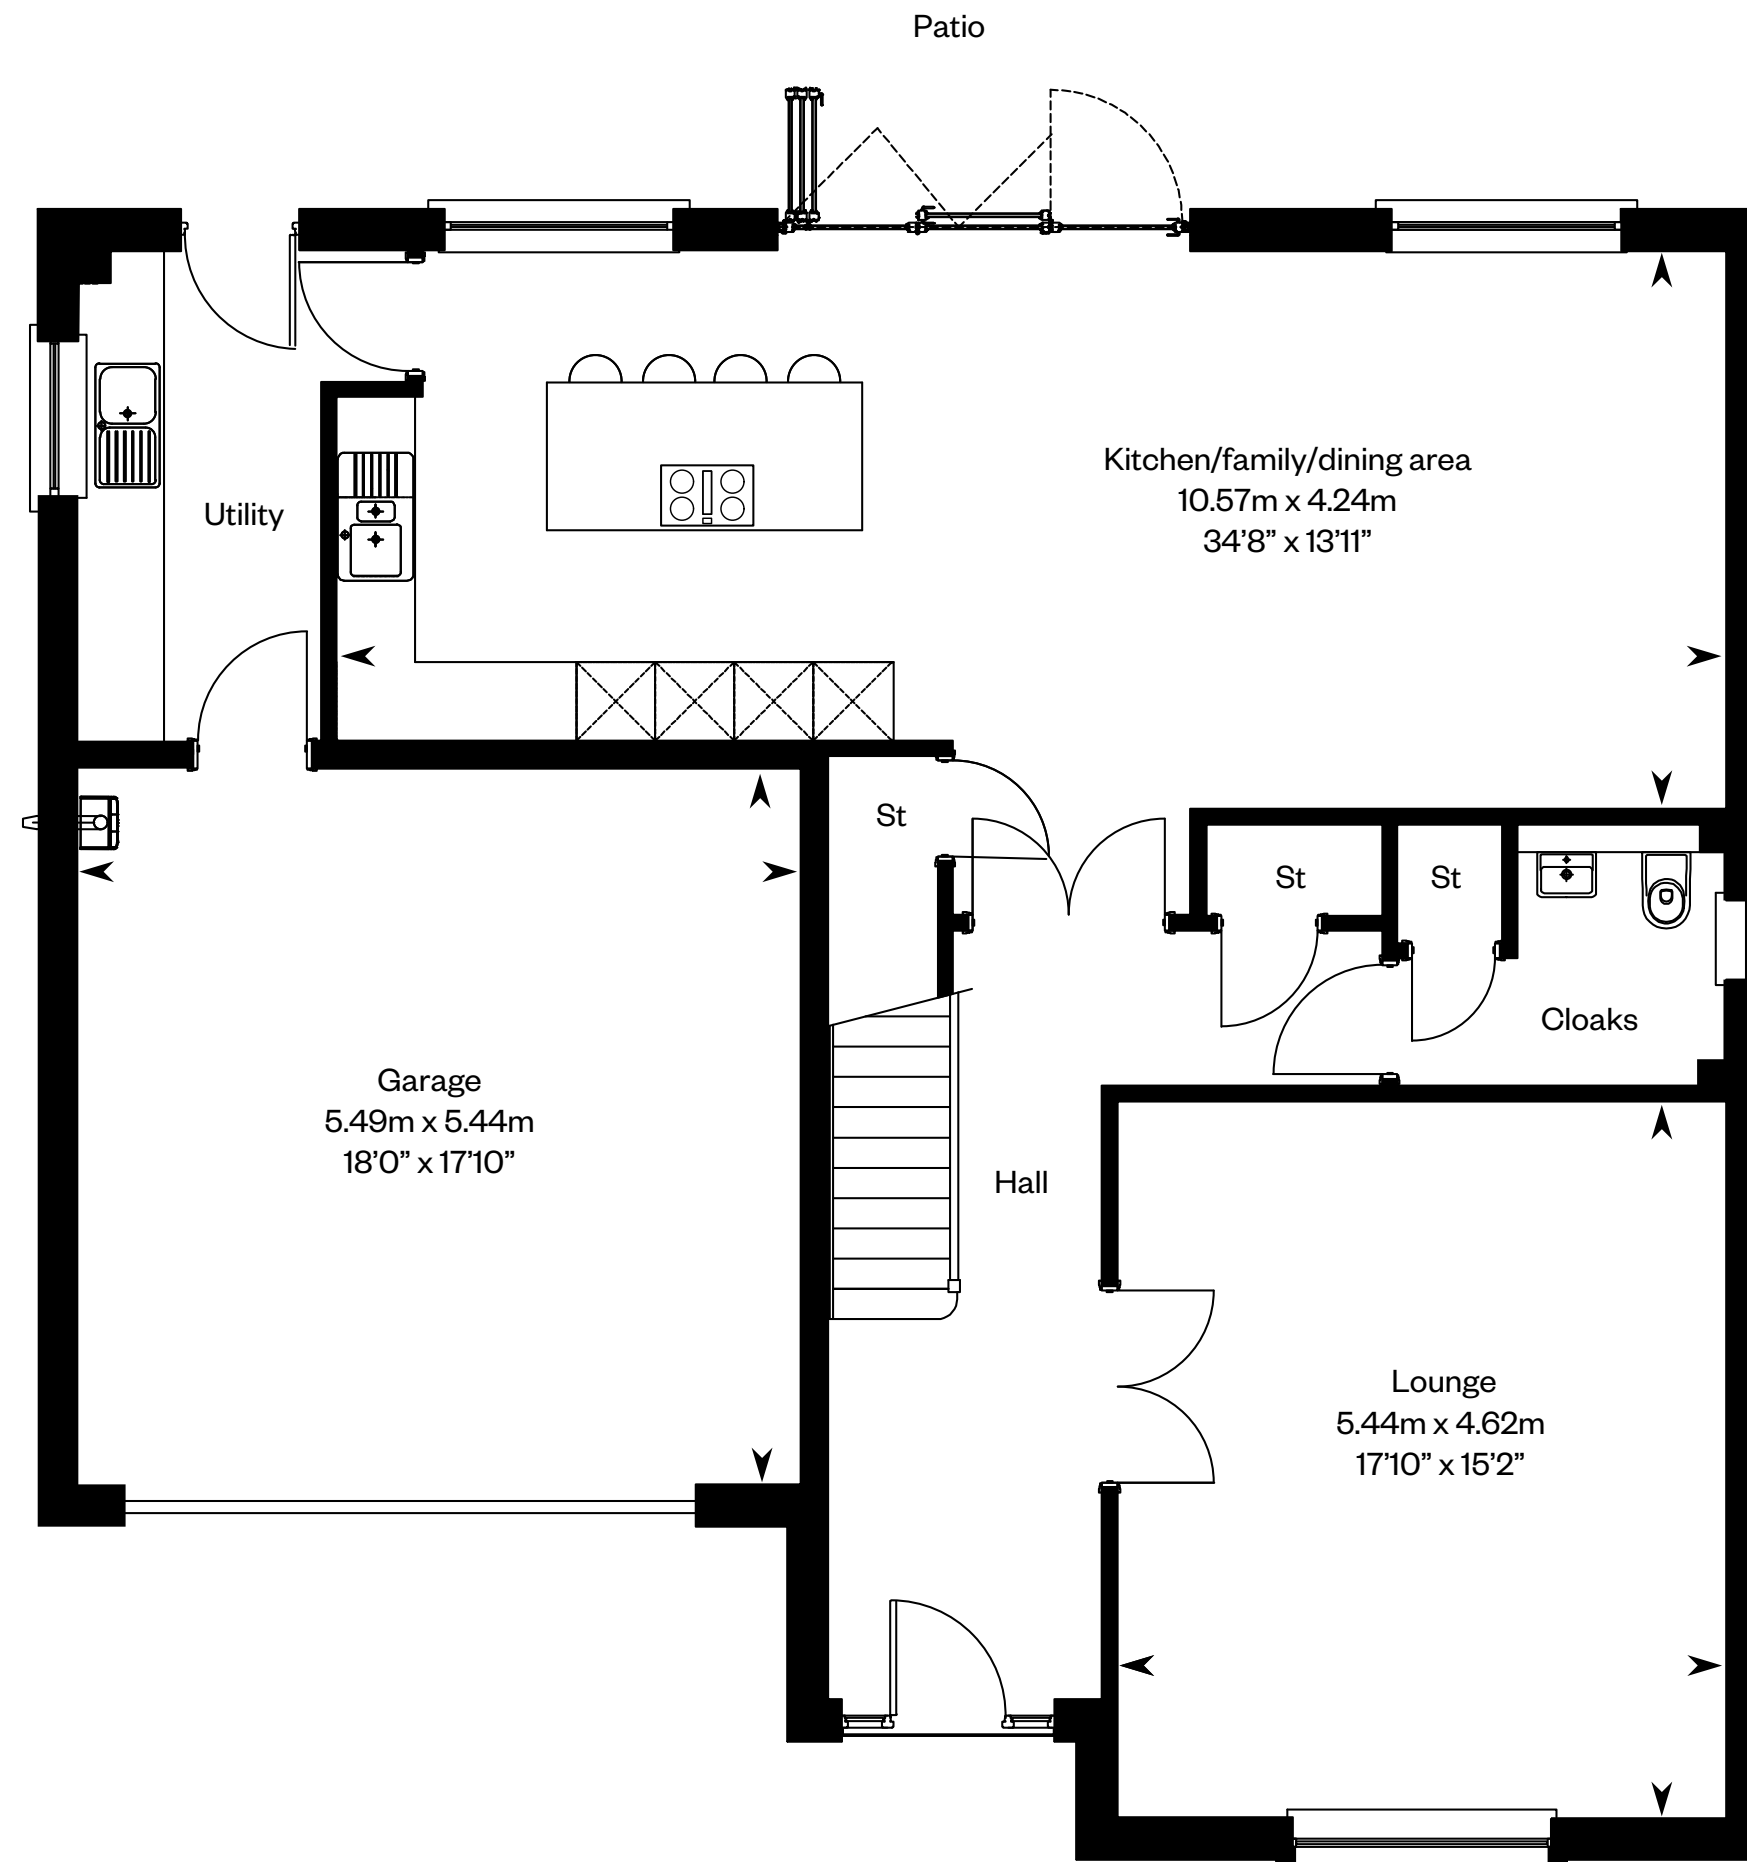 Patio
Kitchen/family/dining area
10.57m x 4.24m
34’8” x 13’11”
Utility
St
St
St
Cloaks
Garage
5.49m x 5.44m
18’0” x 17’10”
Hall
Lounge
5.44m x 4.62m
17’10” x 15’2”